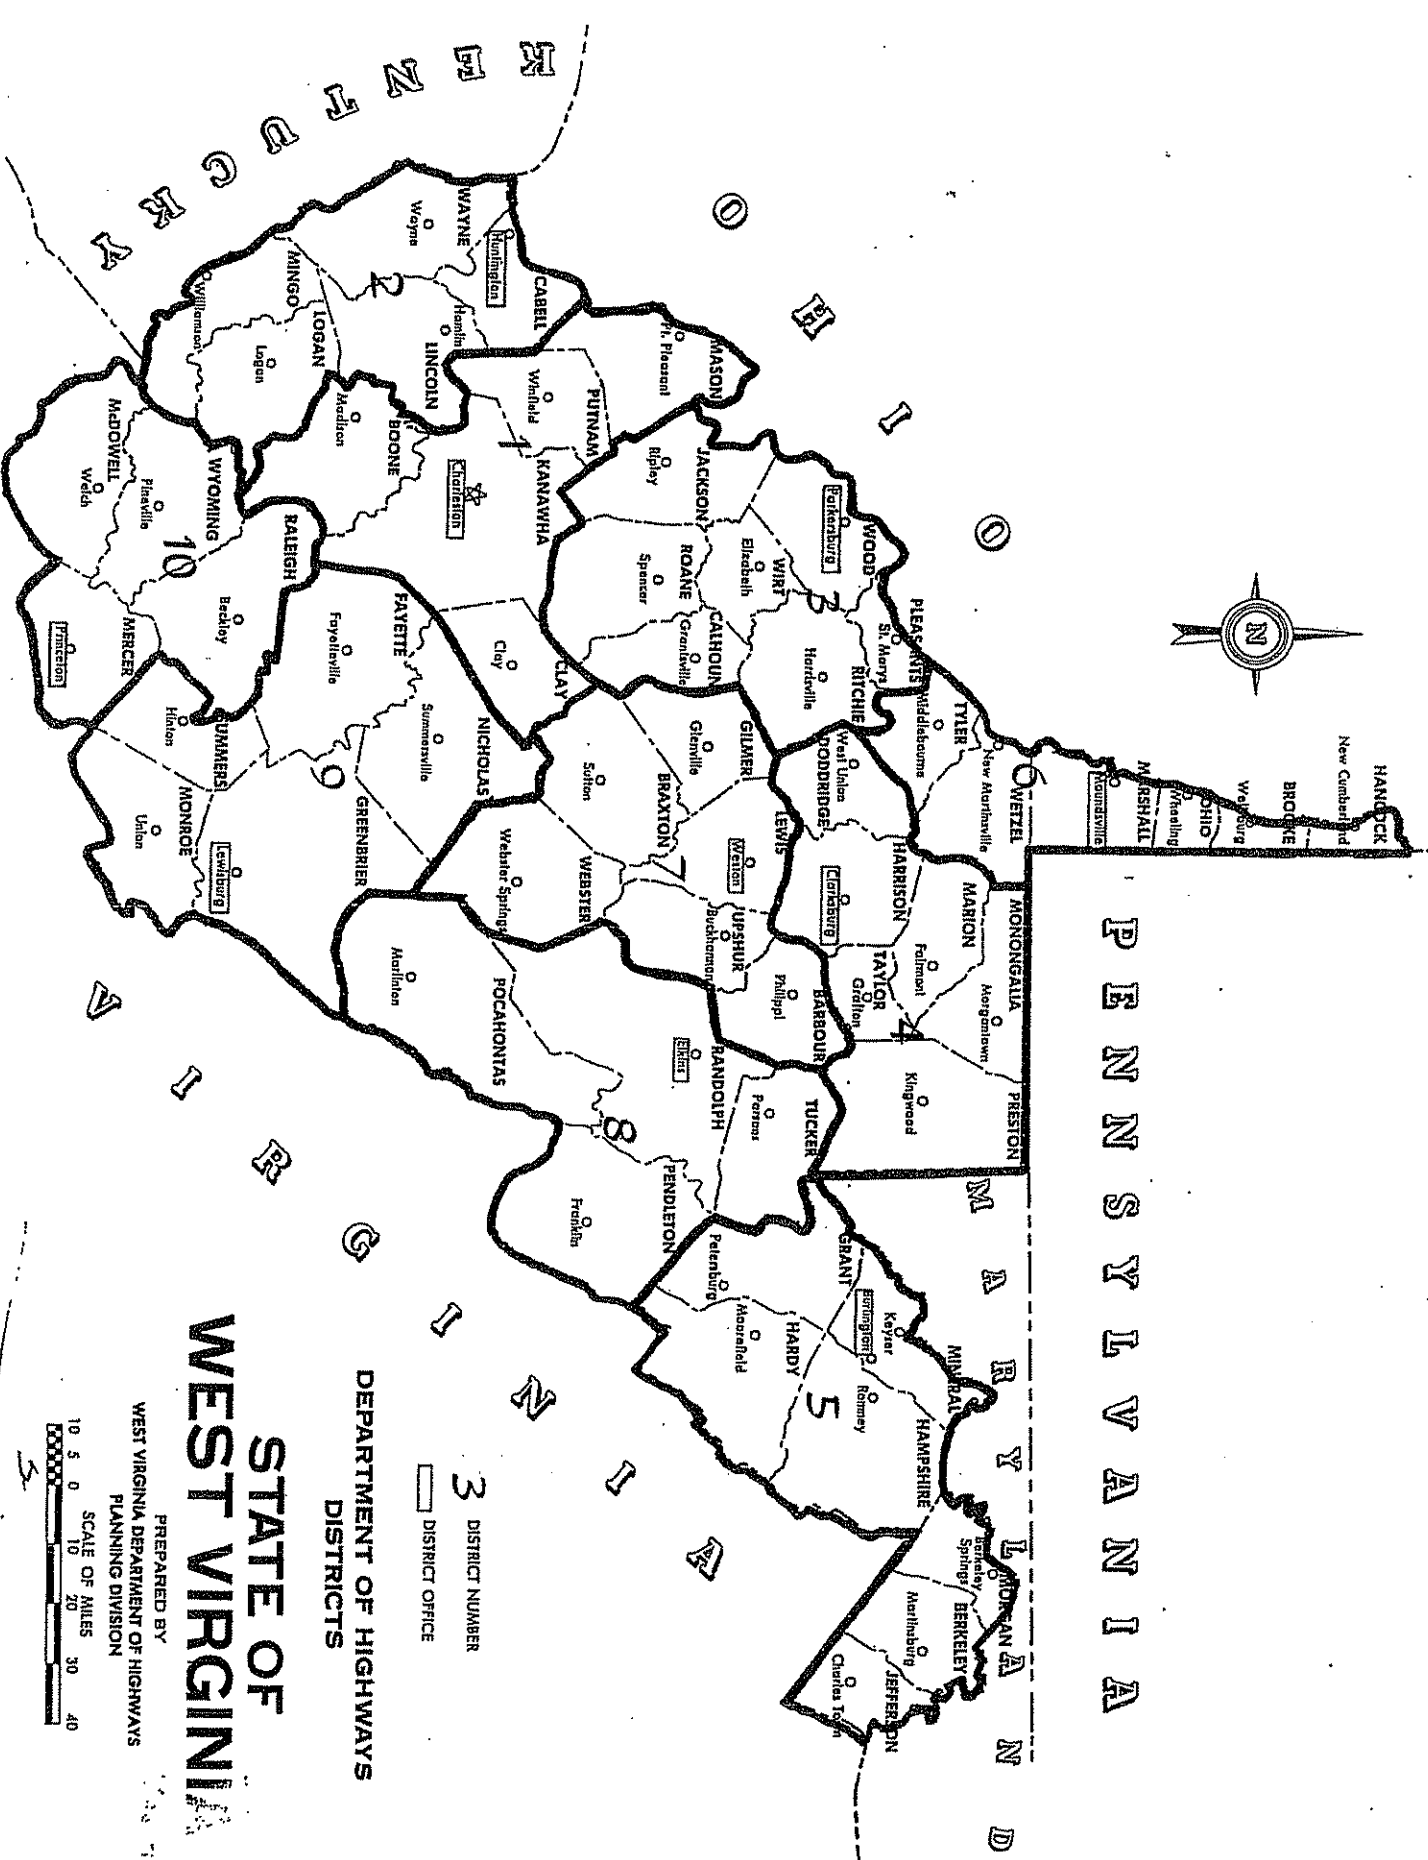 KENTUCKY
OHIO
PENNSYLVANIA
MARYLAND
VIRGINIA
N
HANCOCK
New Cumberland
BROOKE
OHIO
Wheeling
MARSHALL
Moundsville
WETZEL
6
New Martinsville
TYLER
Middlebourne
PLEASANTS
St. Marys
WOOD
Parkersburg
RITCHIE
Harrisville
3
WIRT
Elizabeth
JACKSON
Ripley
ROANE
Spencer
CALHOUN
Grantsville
MASON
Pt. Pleasant
PUTNAM
Winfield
1
KANAWHA
Charleston
CLAY
Clay
BOONE
Madison
CABELL
Huntington
WAYNE
Wayne
2
LINCOLN
Hamlin
LOGAN
Logan
MINGO
Williamson
WYOMING
Pineville
McDOWELL
Welch
10
RALEIGH
Beckley
MERCER
Princeton
FAYETTE
Fayetteville
NICHOLAS
Summersville
9
SUMMERS
Hinton
MONROE
Union
GREENBRIER
Lewisburg
MONONGALIA
Morgantown
MARION
Fairmont
HARRISON
Clarksburg
DODDRIDGE
West Union
TAYLOR
Grafton
4
PRESTON
Kingwood
GILMER
Glenville
LEWIS
Weston
BRAXTON
Sutton
7
WEBSTER
Webster Springs
UPSHUR
Buckhannon
BARBOUR
Philippi
TUCKER
Parsons
RANDOLPH
Elkins
POCAHONTAS
Marlinton
8
PENDLETON
Franklin
GRANT
Petersburg
HARDY
Moorefield
5
MINERAL
Keyser
Burlington
HAMPSHIRE
Romney
MORGAN
Berkeley
Springs
BERKELEY
Martinsburg
JEFFERSON
Charles Town
3 DISTRICT NUMBER
DISTRICT OFFICE
DEPARTMENT OF HIGHWAYS
DISTRICTS
STATE OF
WEST VIRGINIA
PREPARED BY
WEST VIRGINIA DEPARTMENT OF HIGHWAYS
PLANNING DIVISION
SCALE OF MILES
10 5 0 10 20 30 40